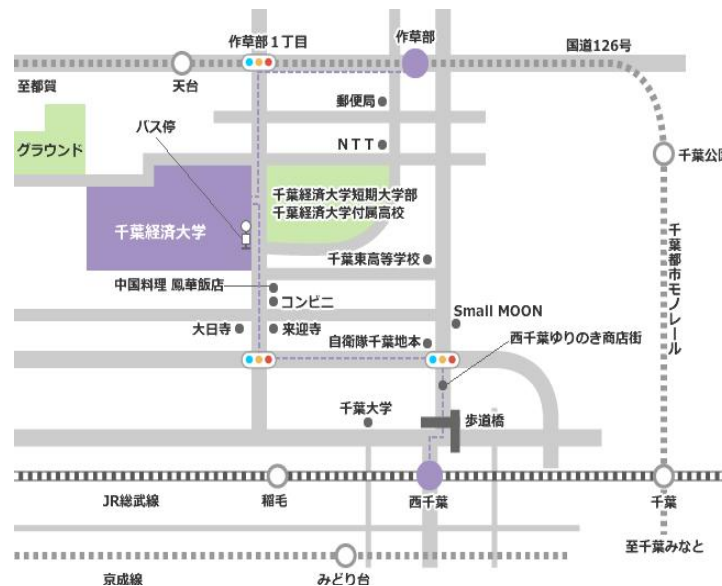 作草部１丁目
作草部
国道126号
至都賀
天台
郵便局
バス停
グラウンド
ＮＴＴ
千葉公園
千葉経済大学短期大学部
千葉経済大学付属高校
千葉経済大学
千葉都市モノレール
千葉東高等学校
中国料理 鳳華飯店
コンビニ
Small MOON
大日寺
来迎寺
自衛隊千葉地本
西千葉ゆりのき商店街
千葉大学
歩道橋
JR総武線
稲毛
西千葉
千葉
至千葉みなと
京成線
みどり台